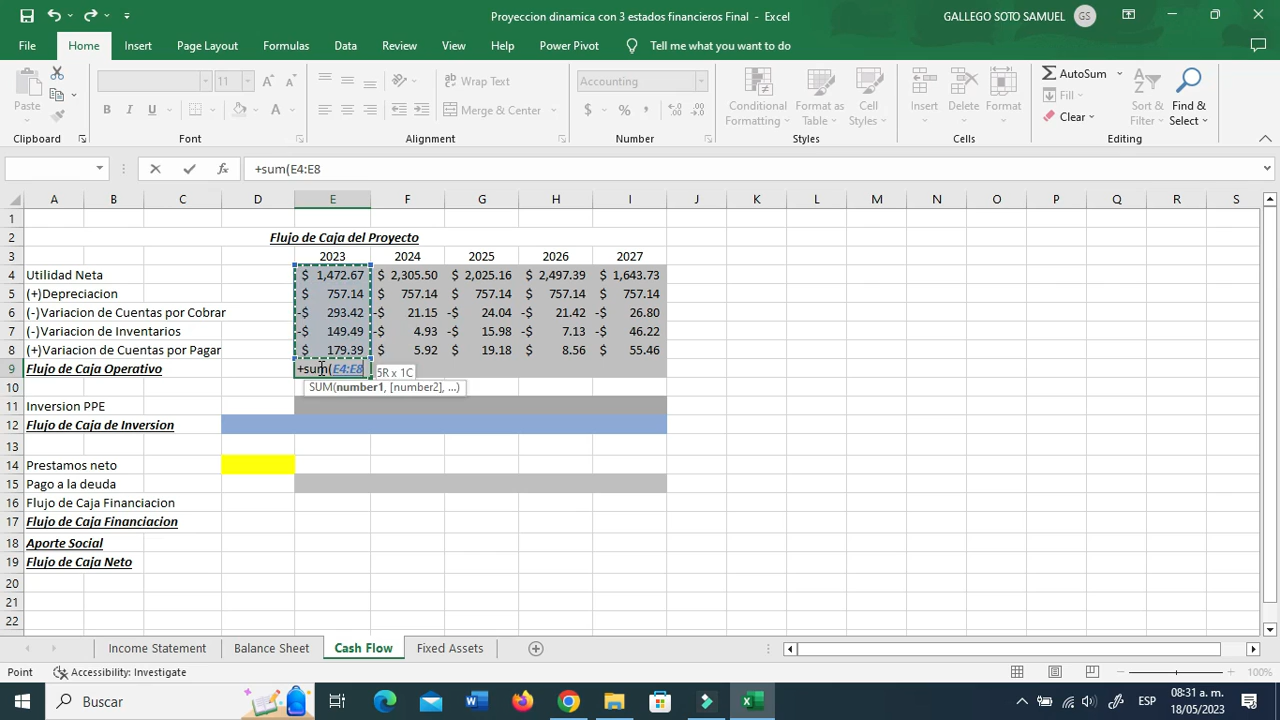 Proyeccion dinamica con 3 estados financieros Final - Excel
GALLEGO SOTO SAMUEL GS
File Home Insert Page Layout Formulas Data Review View Help Power Pivot Tell me what you want to do
Paste 11 A A Wrap Text Accounting AutoSum
B I U A Merge & Center $ % Conditional Formatting Format as Table Cell Styles Insert Delete Format Fill Clear Sort & Filter Find & Select
Clipboard Font Alignment Number Styles Cells Editing
fx +sum(E4:E8
A B C D E F G H I J K L M N O P Q R S
1
2 Flujo de Caja del Proyecto
3 2023 2024 2025 2026 2027
4 Utilidad Neta $ 1,472.67 $ 2,305.50 $ 2,025.16 $ 2,497.39 $ 1,643.73
5 (+)Depreciacion $ 757.14 $ 757.14 $ 757.14 $ 757.14 $ 757.14
6 (-)Variacion de Cuentas por Cobrar -$ 293.42 -$ 21.15 -$ 24.04 -$ 21.42 -$ 26.80
7 (-)Variacion de Inventarios -$ 149.49 -$ 4.93 -$ 15.98 -$ 7.13 -$ 46.22
8 (+)Variacion de Cuentas por Pagar $ 179.39 $ 5.92 $ 19.18 $ 8.56 $ 55.46
9 Flujo de Caja Operativo +sum(E4:E8 5R x 1C
10 SUM(number1, [number2], ...)
11 Inversion PPE
12 Flujo de Caja de Inversion
13
14 Prestamos neto
15 Pago a la deuda
16 Flujo de Caja Financiacion
17 Flujo de Caja Financiacion
18 Aporte Social
19 Flujo de Caja Neto
20
21
22
Income Statement Balance Sheet Cash Flow Fixed Assets
Point Accessibility: Investigate 100%
Buscar ESP 08:31 a. m.
18/05/2023